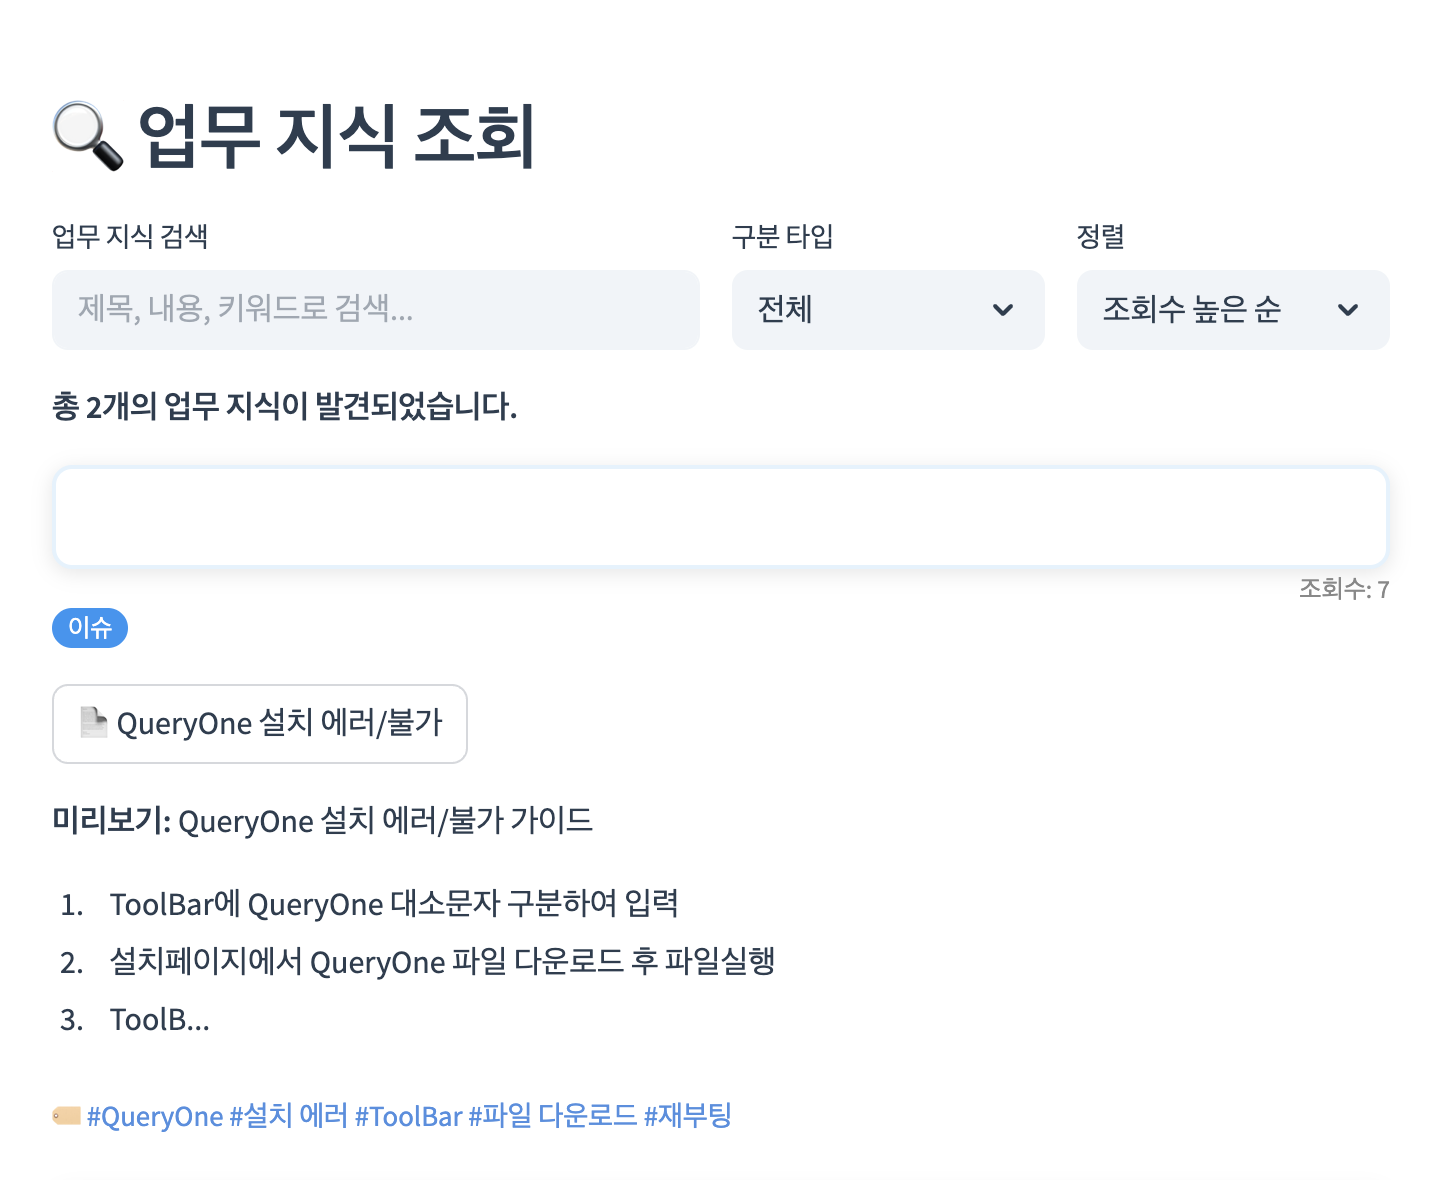 업무 지식 조회
업무 지식 검색
구분 타입
정렬
제목, 내용, 키워드로 검색...
전체
조회수 높은 순
총 2개의 업무 지식이 발견되었습니다.
조회수: 7
이슈
QueryOne 설치 에러/불가
미리보기: QueryOne 설치 에러/불가 가이드
1. ToolBar에 QueryOne 대소문자 구분하여 입력
2. 설치페이지에서 QueryOne 파일 다운로드 후 파일실행
3. ToolB...
#QueryOne #설치 에러 #ToolBar #파일 다운로드 #재부팅